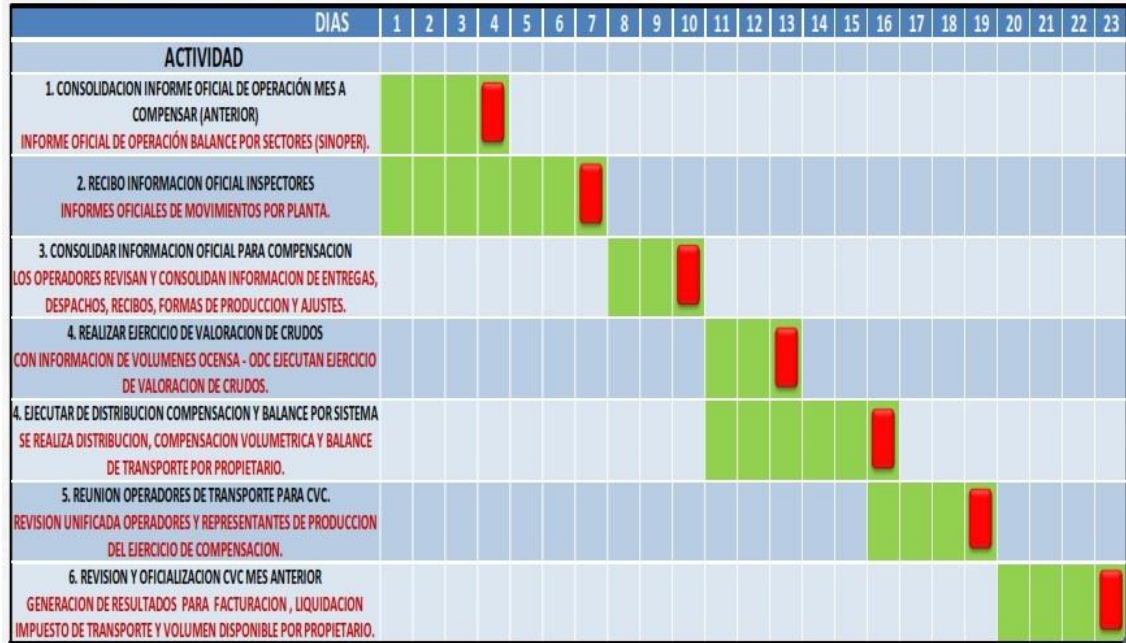 DIAS 1 2 3 4 5 6 7 8 9 10 11 12 13 14 15 16 17 18 19 20 21 22 23
ACTIVIDAD
1. CONSOLIDACION INFORME OFICIAL DE OPERACIÓN MES A
COMPENSAR (ANTERIOR)
INFORME OFICIAL DE OPERACIÓN BALANCE POR SECTORES (SINOPER).
2. RECIBO INFORMACION OFICIAL INSPECTORES
INFORMES OFICIALES DE MOVIMIENTOS POR PLANTA.
3. CONSOLIDAR INFORMACION OFICIAL PARA COMPENSACION
LOS OPERADORES REVISAN Y CONSOLIDAN INFORMACION DE ENTREGAS,
DESPACHOS, RECIBOS, FORMAS DE PRODUCCION Y AJUSTES.
4. REALIZAR EJERCICIO DE VALORACION DE CRUDOS
CON INFORMACION DE VOLUMENES OCENSA - ODC EJECUTAN EJERCICIO
DE VALORACION DE CRUDOS.
4. EJECUTAR DE DISTRIBUCION COMPENSACION Y BALANCE POR SISTEMA
SE REALIZA DISTRIBUCION, COMPENSACION VOLUMETRICA Y BALANCE
DE TRANSPORTE POR PROPIETARIO.
5. REUNION OPERADORES DE TRANSPORTE PARA CVC.
REVISION UNIFICADA OPERADORES Y REPRESENTANTES DE PRODUCCION
DEL EJERCICIO DE COMPENSACION.
6. REVISION Y OFICIALIZACION CVC MES ANTERIOR
GENERACION DE RESULTADOS PARA FACTURACION , LIQUIDACION
IMPUESTO DE TRANSPORTE Y VOLUMEN DISPONIBLE POR PROPIETARIO.